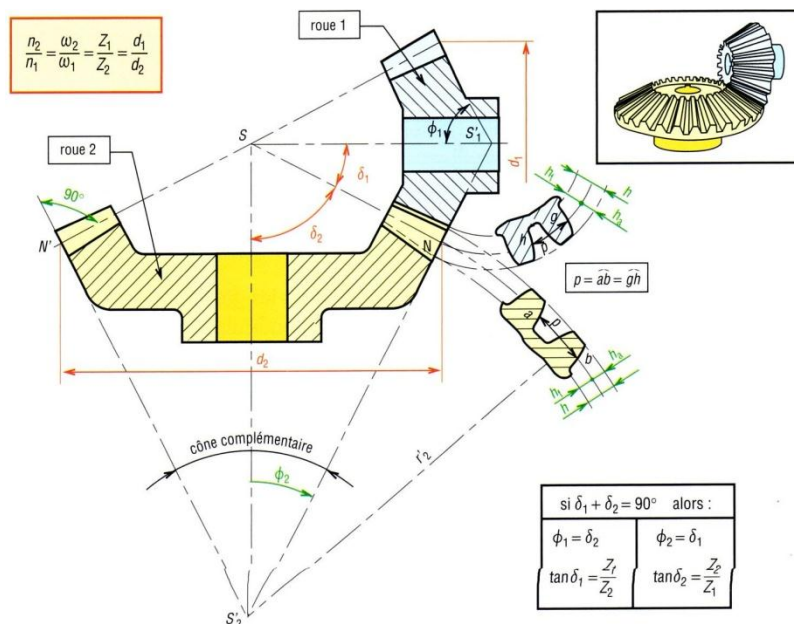 n₂/n₁ = ω₂/ω₁ = Z₁/Z₂ = d₁/d₂
roue 1
S
ϕ₁
S'₁
d₁
roue 2
90°
δ₁
δ₂
N'
N
h
hₐ
h₁
g
h
p
p = ab = gh
a
p
b
d₂
hₐ
h₁
h
cône complémentaire
ϕ₂
r'₂
si δ₁ + δ₂ = 90° alors :
ϕ₁ = δ₂
ϕ₂ = δ₁
tan δ₁ = Z₁/Z₂
tan δ₂ = Z₂/Z₁
S'₂